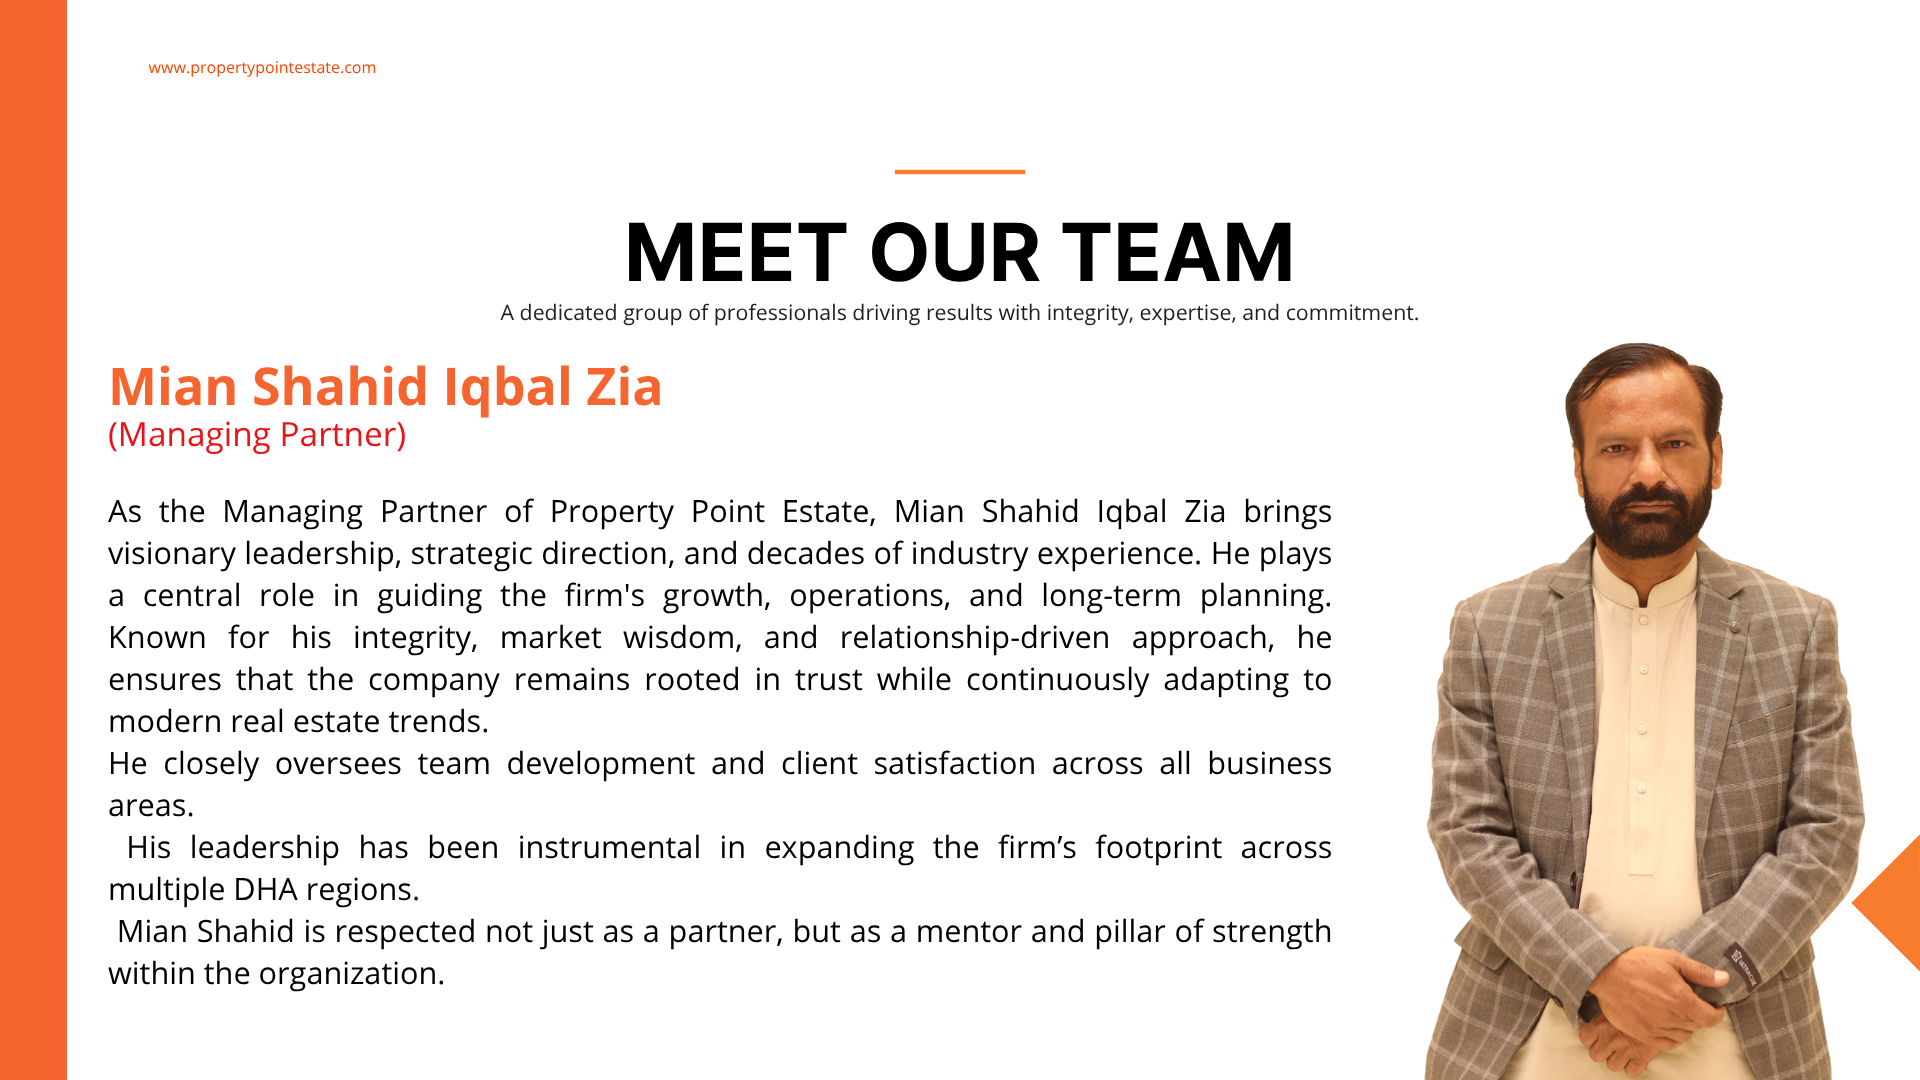 www.propertypointestate.com
MEET OUR TEAM
A dedicated group of professionals driving results with integrity, expertise, and commitment.
Mian Shahid Iqbal Zia
(Managing Partner)
As the Managing Partner of Property Point Estate, Mian Shahid Iqbal Zia brings
visionary leadership, strategic direction, and decades of industry experience. He plays
a central role in guiding the firm's growth, operations, and long-term planning.
Known for his integrity, market wisdom, and relationship-driven approach, he
ensures that the company remains rooted in trust while continuously adapting to
modern real estate trends.
He closely oversees team development and client satisfaction across all business
areas.
His leadership has been instrumental in expanding the firm’s footprint across
multiple DHA regions.
Mian Shahid is respected not just as a partner, but as a mentor and pillar of strength
within the organization.